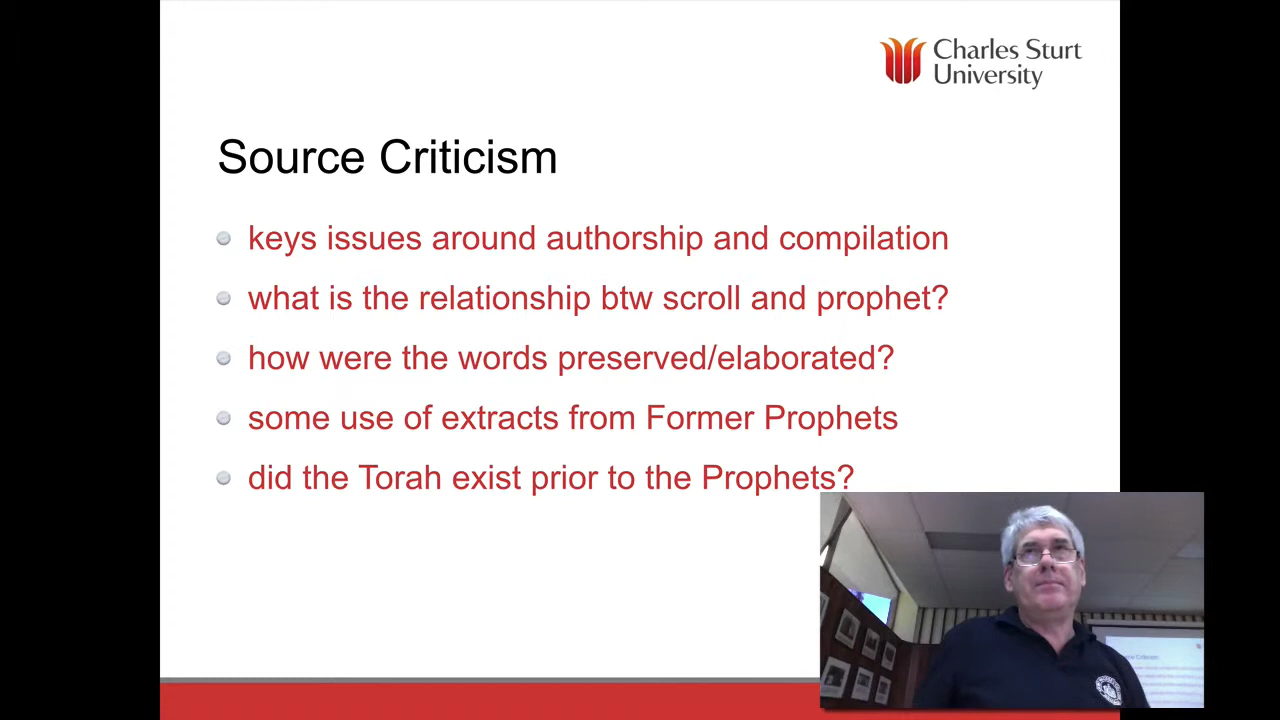 Charles Sturt
University
Source Criticism
keys issues around authorship and compilation
what is the relationship btw scroll and prophet?
how were the words preserved/elaborated?
some use of extracts from Former Prophets
did the Torah exist prior to the Prophets?